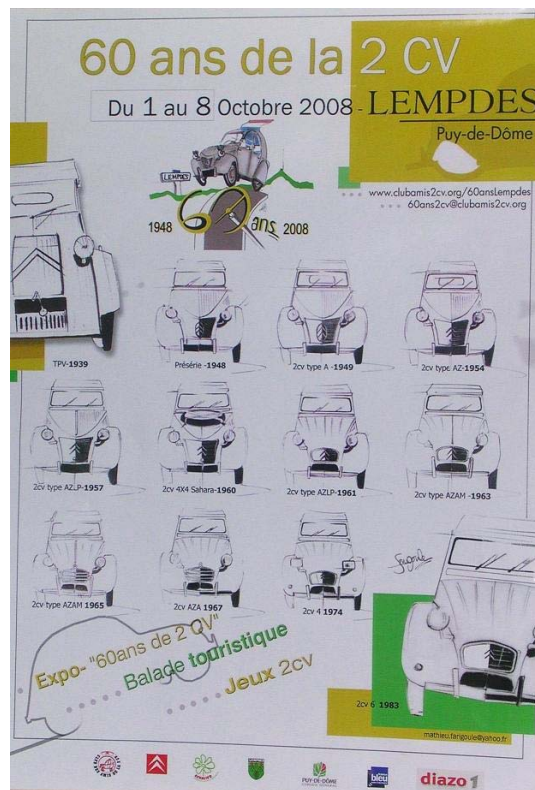 60 ans de la 2 CV
Du 1 au 8 Octobre 2008 - LEMPDES
Puy-de-Dôme
www.clubamis2cv.org/60ansLempdes
60ans2cv@clubamis2cv.org
LEMPDES
1948 60 ans 2008
TPV-1939
Présérie -1948
2cv type A -1949
2cv type AZ-1954
2cv type AZLP-1957
2cv 4X4 Sahara-1960
2cv type AZLP-1961
2cv type AZAM -1963
2cv type AZAM 1965
2cv AZA 1967
2cv 4 1974
Farigoule
Expo- "60ans de 2 CV"
Balade touristique
Jeux 2cv
2cv 6 1983
mathieu.farigoule@yahoo.fr
PUY-DE-DÔME
bleu
diazo1